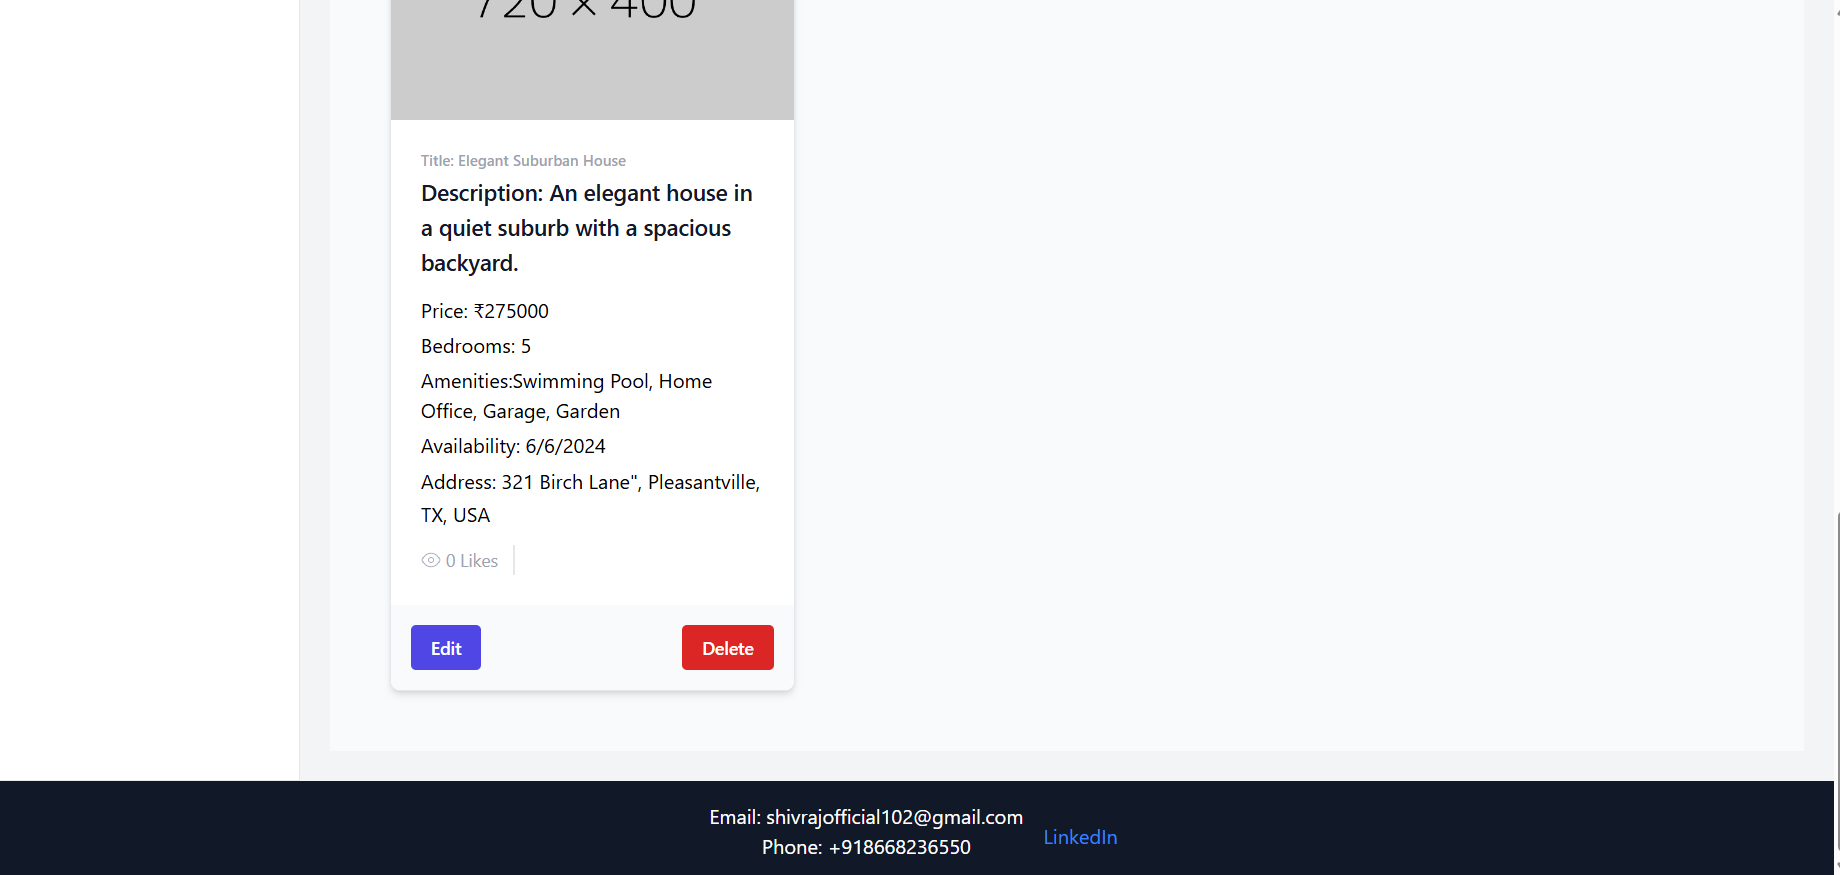 720 × 400
Title: Elegant Suburban House
Description: An elegant house in
a quiet suburb with a spacious
backyard.
Price: ₹275000
Bedrooms: 5
Amenities:Swimming Pool, Home
Office, Garage, Garden
Availability: 6/6/2024
Address: 321 Birch Lane", Pleasantville,
TX, USA
0 Likes
Edit
Delete
Email: shivrajofficial102@gmail.com
Phone: +918668236550
LinkedIn